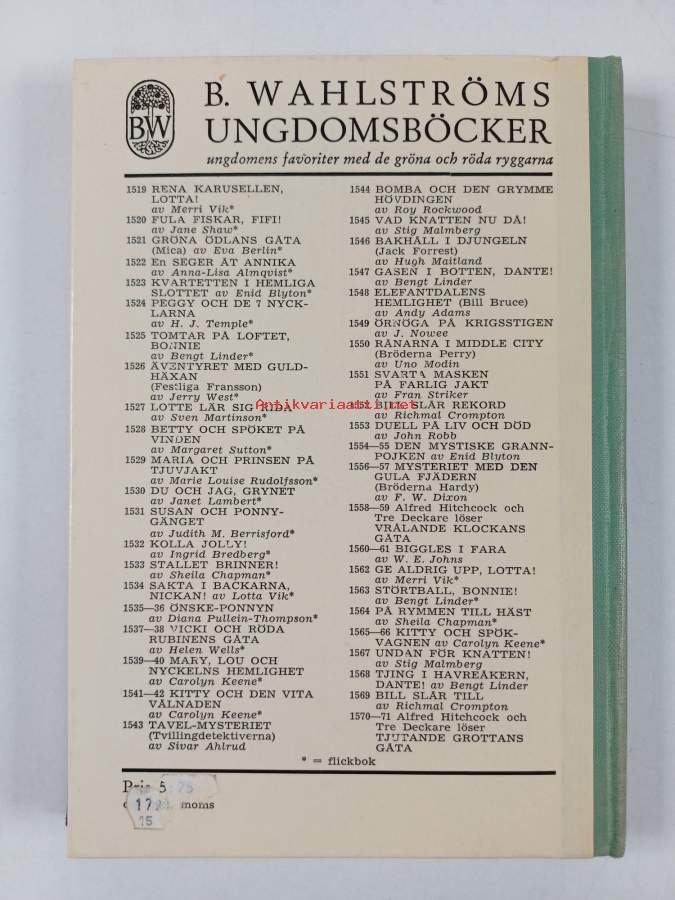 BW
B. WAHLSTRÖMS
UNGDOMSBÖCKER
ungdomens favoriter med de gröna och röda ryggarna
1519 RENA KARUSELLEN,
LOTTA!
av Merri Vik*
1520 FULA FISKAR, FIFI!
av Jane Shaw*
1521 GRÖNA ÖDLANS GÅTA
(Mica) av Eva Berlin*
1522 En SEGER ÅT ANNIKA
av Anna-Lisa Almqvist*
1523 KVARTETTEN I HEMLIGA
SLOTTET av Enid Blyton*
1524 PEGGY OCH DE 7 NYCK-
LARNA
av H. J. Temple*
1525 TOMTAR PÅ LOFTET,
BONNIE
av Bengt Linder*
1526 ÄVENTYRET MED GULD-
HÄXAN
(Festliga Fransson)
av Jerry West*
1527 LOTTE LÄR SIG RIDA
av Sven Martinson*
1528 BETTY OCH SPÖKET PÅ
VINDEN
av Margaret Sutton*
1529 MARIA OCH PRINSEN PÅ
TJUVJAKT
av Marie Louise Rudolfsson*
1530 DU OCH JAG, GRYNET
av Janet Lambert*
1531 SUSAN OCH PONNY-
GÄNGET
av Judith M. Berrisford*
1532 KOLLA JOLLY!
av Ingrid Bredberg*
1533 STALLET BRINNER!
av Sheila Chapman*
1534 SAKTA I BACKARNA,
NICKAN! av Lotta Vik*
1535—36 ÖNSKE-PONNYN
av Diana Pullein-Thompson*
1537—38 VICKI OCH RÖDA
RUBINENS GÅTA
av Helen Wells*
1539—40 MARY, LOU OCH
NYCKELNS HEMLIGHET
av Carolyn Keene*
1541—42 KITTY OCH DEN VITA
VÅLNADEN
av Carolyn Keene*
1543 TAVEL-MYSTERIET
(Tvillingdetektiverna)
av Sivar Ahlrud
1544 BOMBA OCH DEN GRYMME
HÖVDINGEN
av Roy Rockwood
1545 VAD KNATTEN NU DÅ!
av Stig Malmberg
1546 BAKHÅLL I DJUNGELN
(Jack Forrest)
av Hugh Maitland
1547 GASEN I BOTTEN, DANTE!
av Bengt Linder
1548 ELEFANTDALENS
HEMLIGHET (Bill Bruce)
av Andy Adams
1549 ÖRNÖGA PÅ KRIGSSTIGEN
av J. Nowee
1550 RÅNARNA I MIDDLE CITY
(Bröderna Perry)
av Uno Modin
1551 SVARTA MASKEN
PÅ FARLIG JAKT
av Fran Striker
1552 BILL SLÅR REKORD
av Richmal Crompton
1553 DUELL PÅ LIV OCH DÖD
av John Robb
1554—55 DEN MYSTISKE GRANN-
POJKEN av Enid Blyton
1556—57 MYSTERIET MED DEN
GULA FJÄDERN
(Bröderna Hardy)
av F. W. Dixon
1558—59 Alfred Hitchcock och
Tre Deckare löser
VRÅLANDE KLOCKANS
GÅTA
1560—61 BIGGLES I FARA
av W. E. Johns
1562 GE ALDRIG UPP, LOTTA!
av Merri Vik*
1563 STÖRTBALL, BONNIE!
av Bengt Linder*
1564 PÅ RYMMEN TILL HÄST
av Sheila Chapman*
1565—66 KITTY OCH SPÖK-
VAGNEN av Carolyn Keene*
1567 UNDAN FÖR KNATTEN!
av Stig Malmberg
1568 TJING I HAVREÅKERN,
DANTE! av Bengt Linder
1569 BILL SLÅR TILL
av Richmal Crompton
1570—71 Alfred Hitchcock och
Tre Deckare löser
TJUTANDE GROTTANS
GÅTA
* = flickbok
Antikvariaatti.net
Pris 5:75
moms